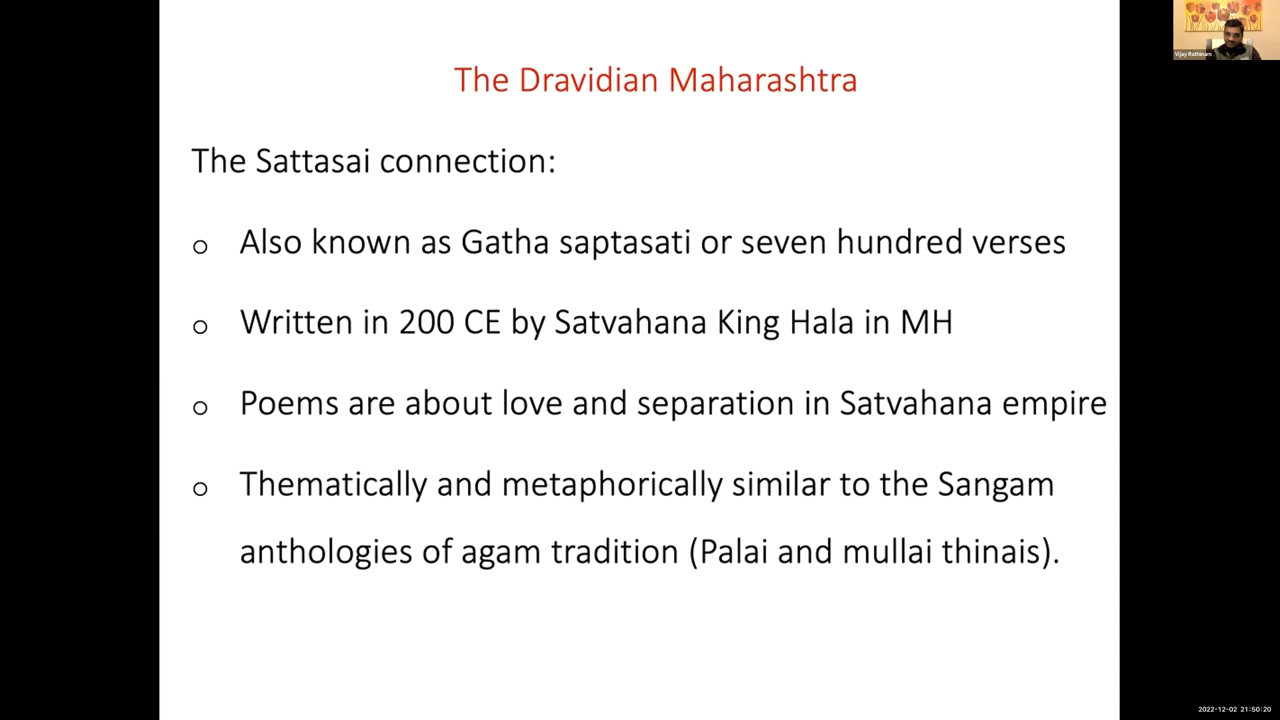 The Dravidian Maharashtra
The Sattasai connection:
o Also known as Gatha saptasati or seven hundred verses
o Written in 200 CE by Satvahana King Hala in MH
o Poems are about love and separation in Satvahana empire
o Thematically and metaphorically similar to the Sangam
anthologies of agam tradition (Palai and mullai thinais).
Vijay Rathinam
2022-12-02 21:50:20